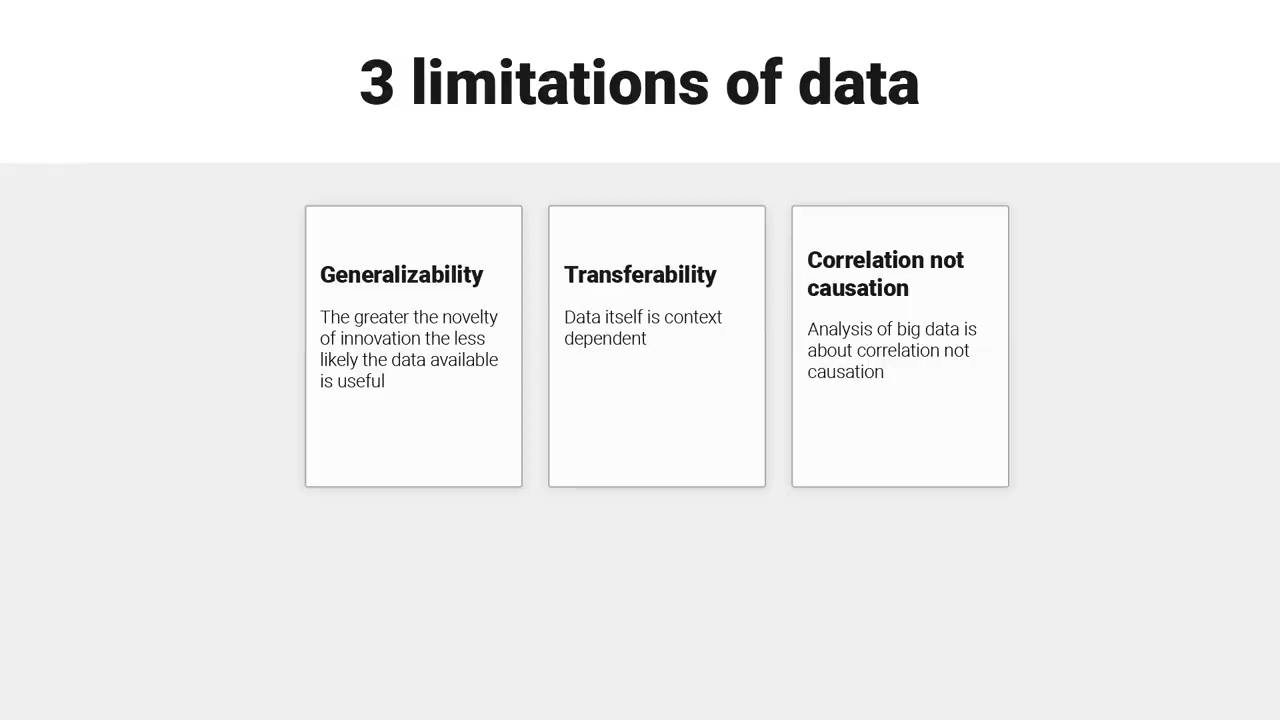 3 limitations of data
Generalizability
The greater the novelty
of innovation the less
likely the data available
is useful
Transferability
Data itself is context
dependent
Correlation not
causation
Analysis of big data is
about correlation not
causation